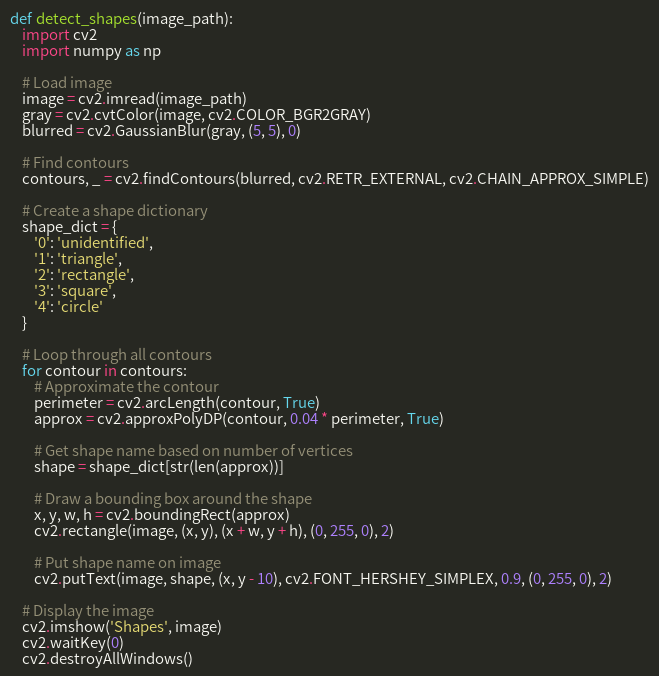 def detect_shapes(image_path):
    import cv2
    import numpy as np

    # Load image
    image = cv2.imread(image_path)
    gray = cv2.cvtColor(image, cv2.COLOR_BGR2GRAY)
    blurred = cv2.GaussianBlur(gray, (5, 5), 0)

    # Find contours
    contours, _ = cv2.findContours(blurred, cv2.RETR_EXTERNAL, cv2.CHAIN_APPROX_SIMPLE)

    # Create a shape dictionary
    shape_dict = {
        '0': 'unidentified',
        '1': 'triangle',
        '2': 'rectangle',
        '3': 'square',
        '4': 'circle'
    }

    # Loop through all contours
    for contour in contours:
        # Approximate the contour
        perimeter = cv2.arcLength(contour, True)
        approx = cv2.approxPolyDP(contour, 0.04 * perimeter, True)

        # Get shape name based on number of vertices
        shape = shape_dict[str(len(approx))]

        # Draw a bounding box around the shape
        x, y, w, h = cv2.boundingRect(approx)
        cv2.rectangle(image, (x, y), (x + w, y + h), (0, 255, 0), 2)

        # Put shape name on image
        cv2.putText(image, shape, (x, y - 10), cv2.FONT_HERSHEY_SIMPLEX, 0.9, (0, 255, 0), 2)

    # Display the image
    cv2.imshow('Shapes', image)
    cv2.waitKey(0)
    cv2.destroyAllWindows()